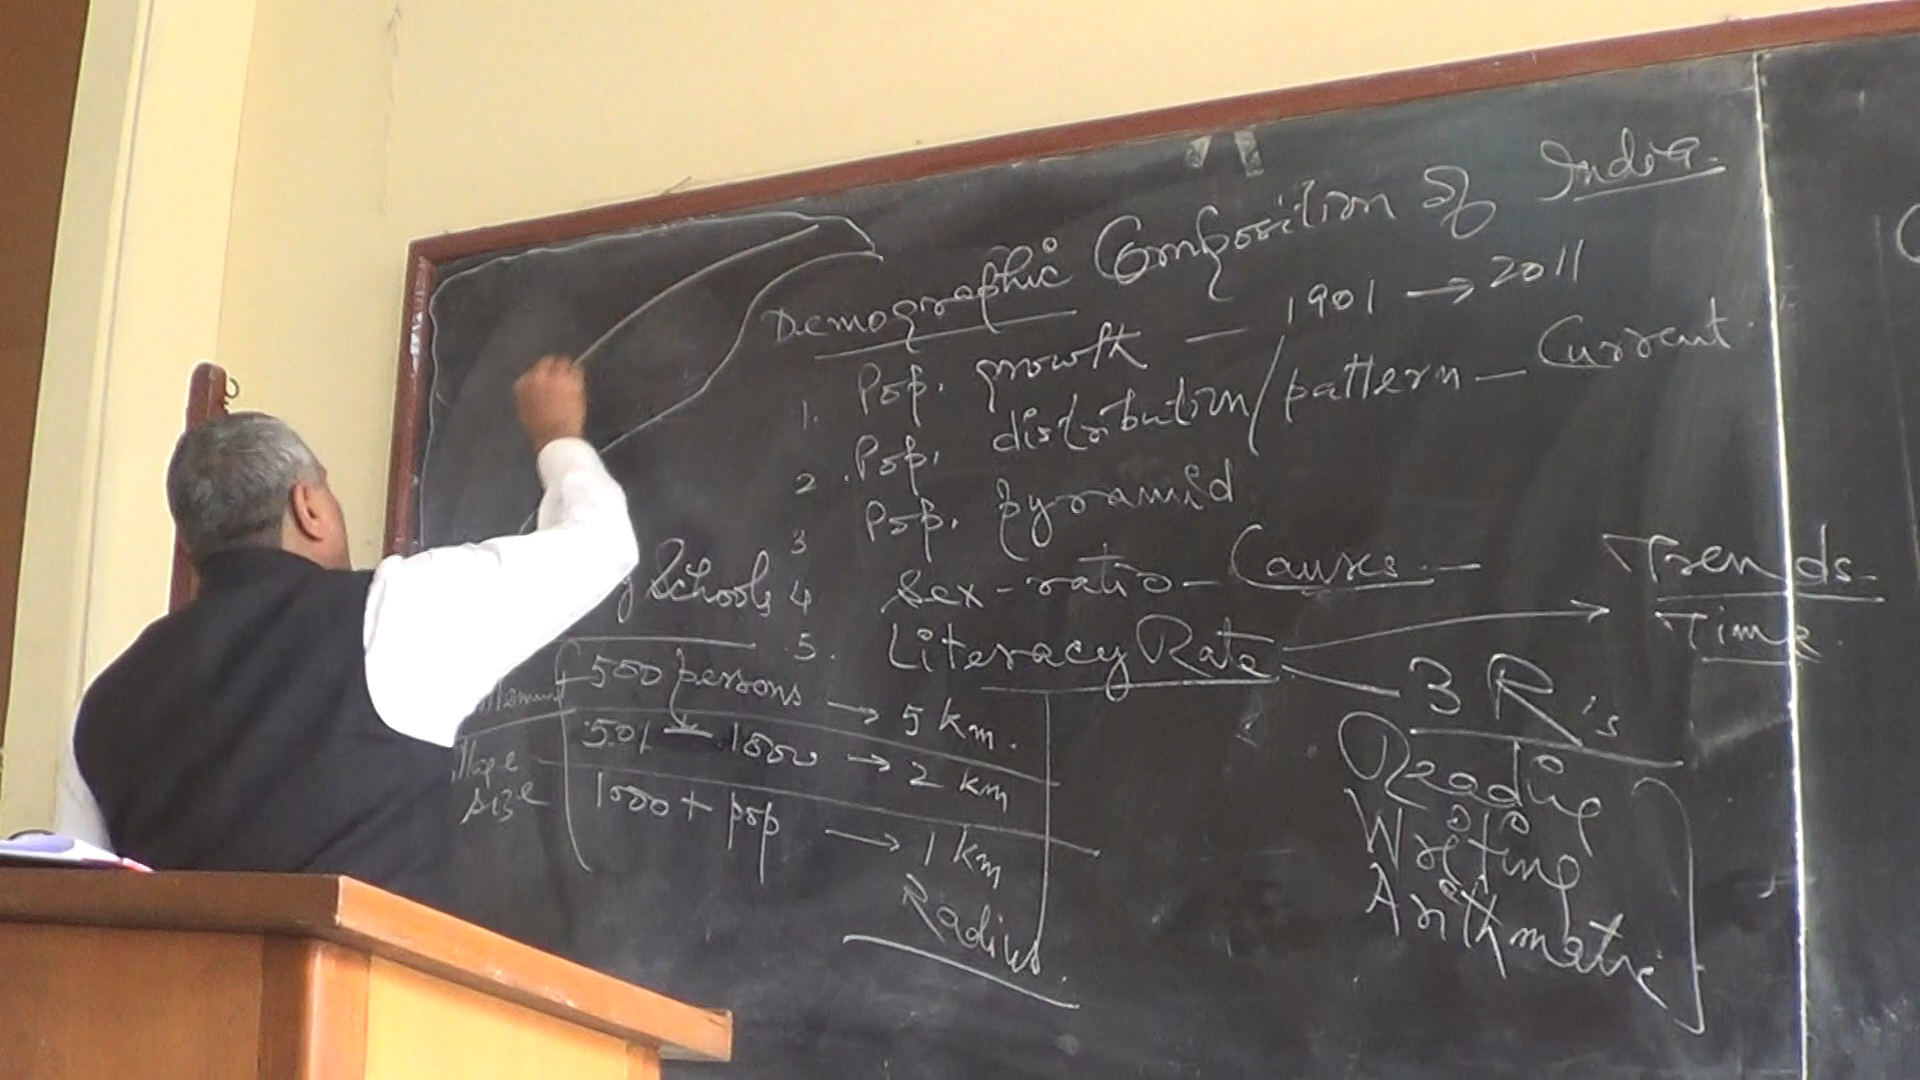 Demographic Composition of India
1. Pop. growth — 1901 → 2011
2. Pop. distribution/pattern — Current
3 Pop. pyramid
4 Sex-ratio — Causes —
5. Literacy Rate
Trends
Time
3 R's
Reading
Writing
Arithmatic
Schools
500 persons → 5 km.
501 — 1000 → 2 km
size
1000 + pop → 1 km
Radius.